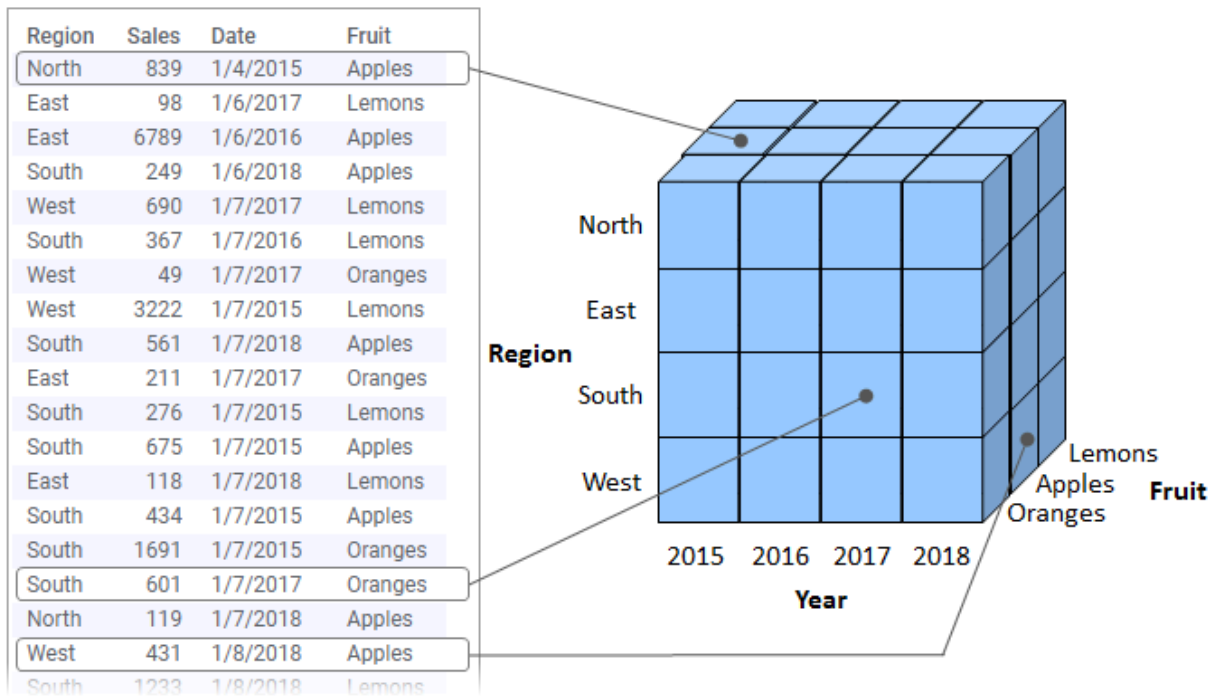 Region Sales Date Fruit
North 839 1/4/2015 Apples
East 98 1/6/2017 Lemons
East 6789 1/6/2016 Apples
South 249 1/6/2018 Apples
West 690 1/7/2017 Lemons
South 367 1/7/2016 Lemons
West 49 1/7/2017 Oranges
West 3222 1/7/2015 Lemons
South 561 1/7/2018 Apples
East 211 1/7/2017 Oranges
South 276 1/7/2015 Lemons
South 675 1/7/2015 Apples
East 118 1/7/2018 Lemons
South 434 1/7/2015 Apples
South 1691 1/7/2015 Oranges
South 601 1/7/2017 Oranges
North 119 1/7/2018 Apples
West 431 1/8/2018 Apples
South 1233 1/8/2018 Lemons
North
East
Region
South
West
Lemons
Apples
Fruit
Oranges
2015 2016 2017 2018
Year